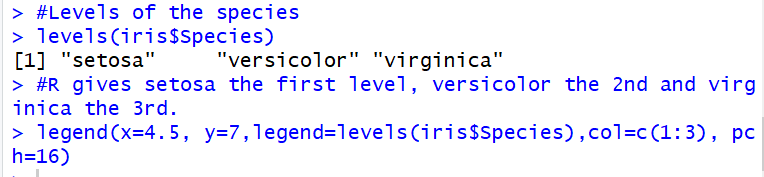 > #Levels of the species
> levels(iris$Species)
[1] "setosa"     "versicolor" "virginica"
> #R gives setosa the first level, versicolor the 2nd and virg
inica the 3rd.
> legend(x=4.5, y=7,legend=levels(iris$Species),col=c(1:3), pc
h=16)
>